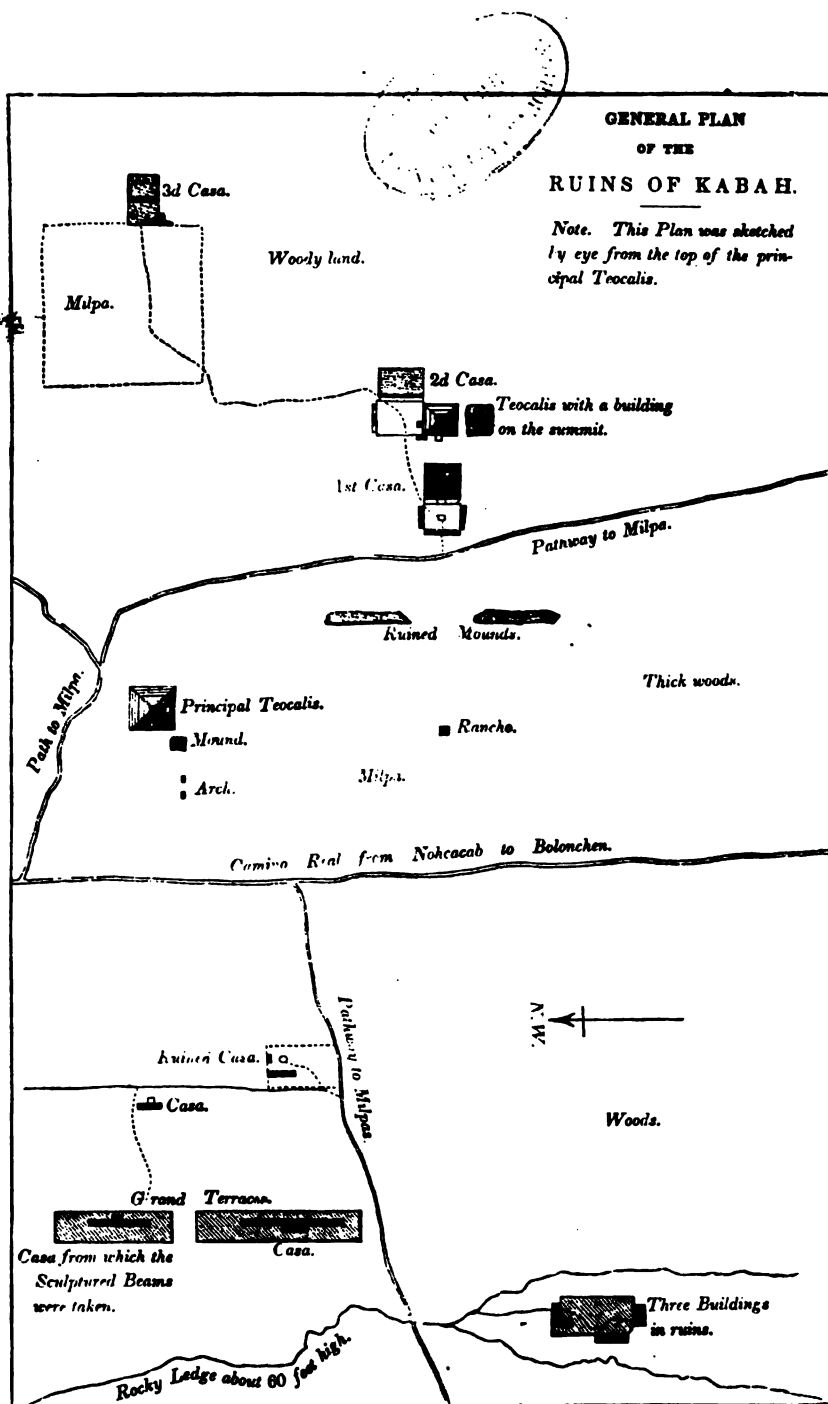 GENERAL PLAN
OF THE
RUINS OF KABAH.
Note. This Plan was sketched
by eye from the top of the prin-
cipal Teocalis.
3d Casa.
Woody land.
Milpa.
2d Casa.
Teocalis with a building
on the summit.
1st Casa.
Pathway to Milpa.
Ruined Mounds.
Path to Milpa.
Thick woods.
Principal Teocalis.
Mound.
Rancho.
Arch.
Milpa.
Camino Real from Nohcacab to Bolonchen.
N.W.
Pathway to Milpas.
Ruined Casa.
Casa.
Woods.
Grand Terraces.
Casa.
Casa from which the
Sculptured Beams
were taken.
Three Buildings
in ruins.
Rocky Ledge about 60 feet high.